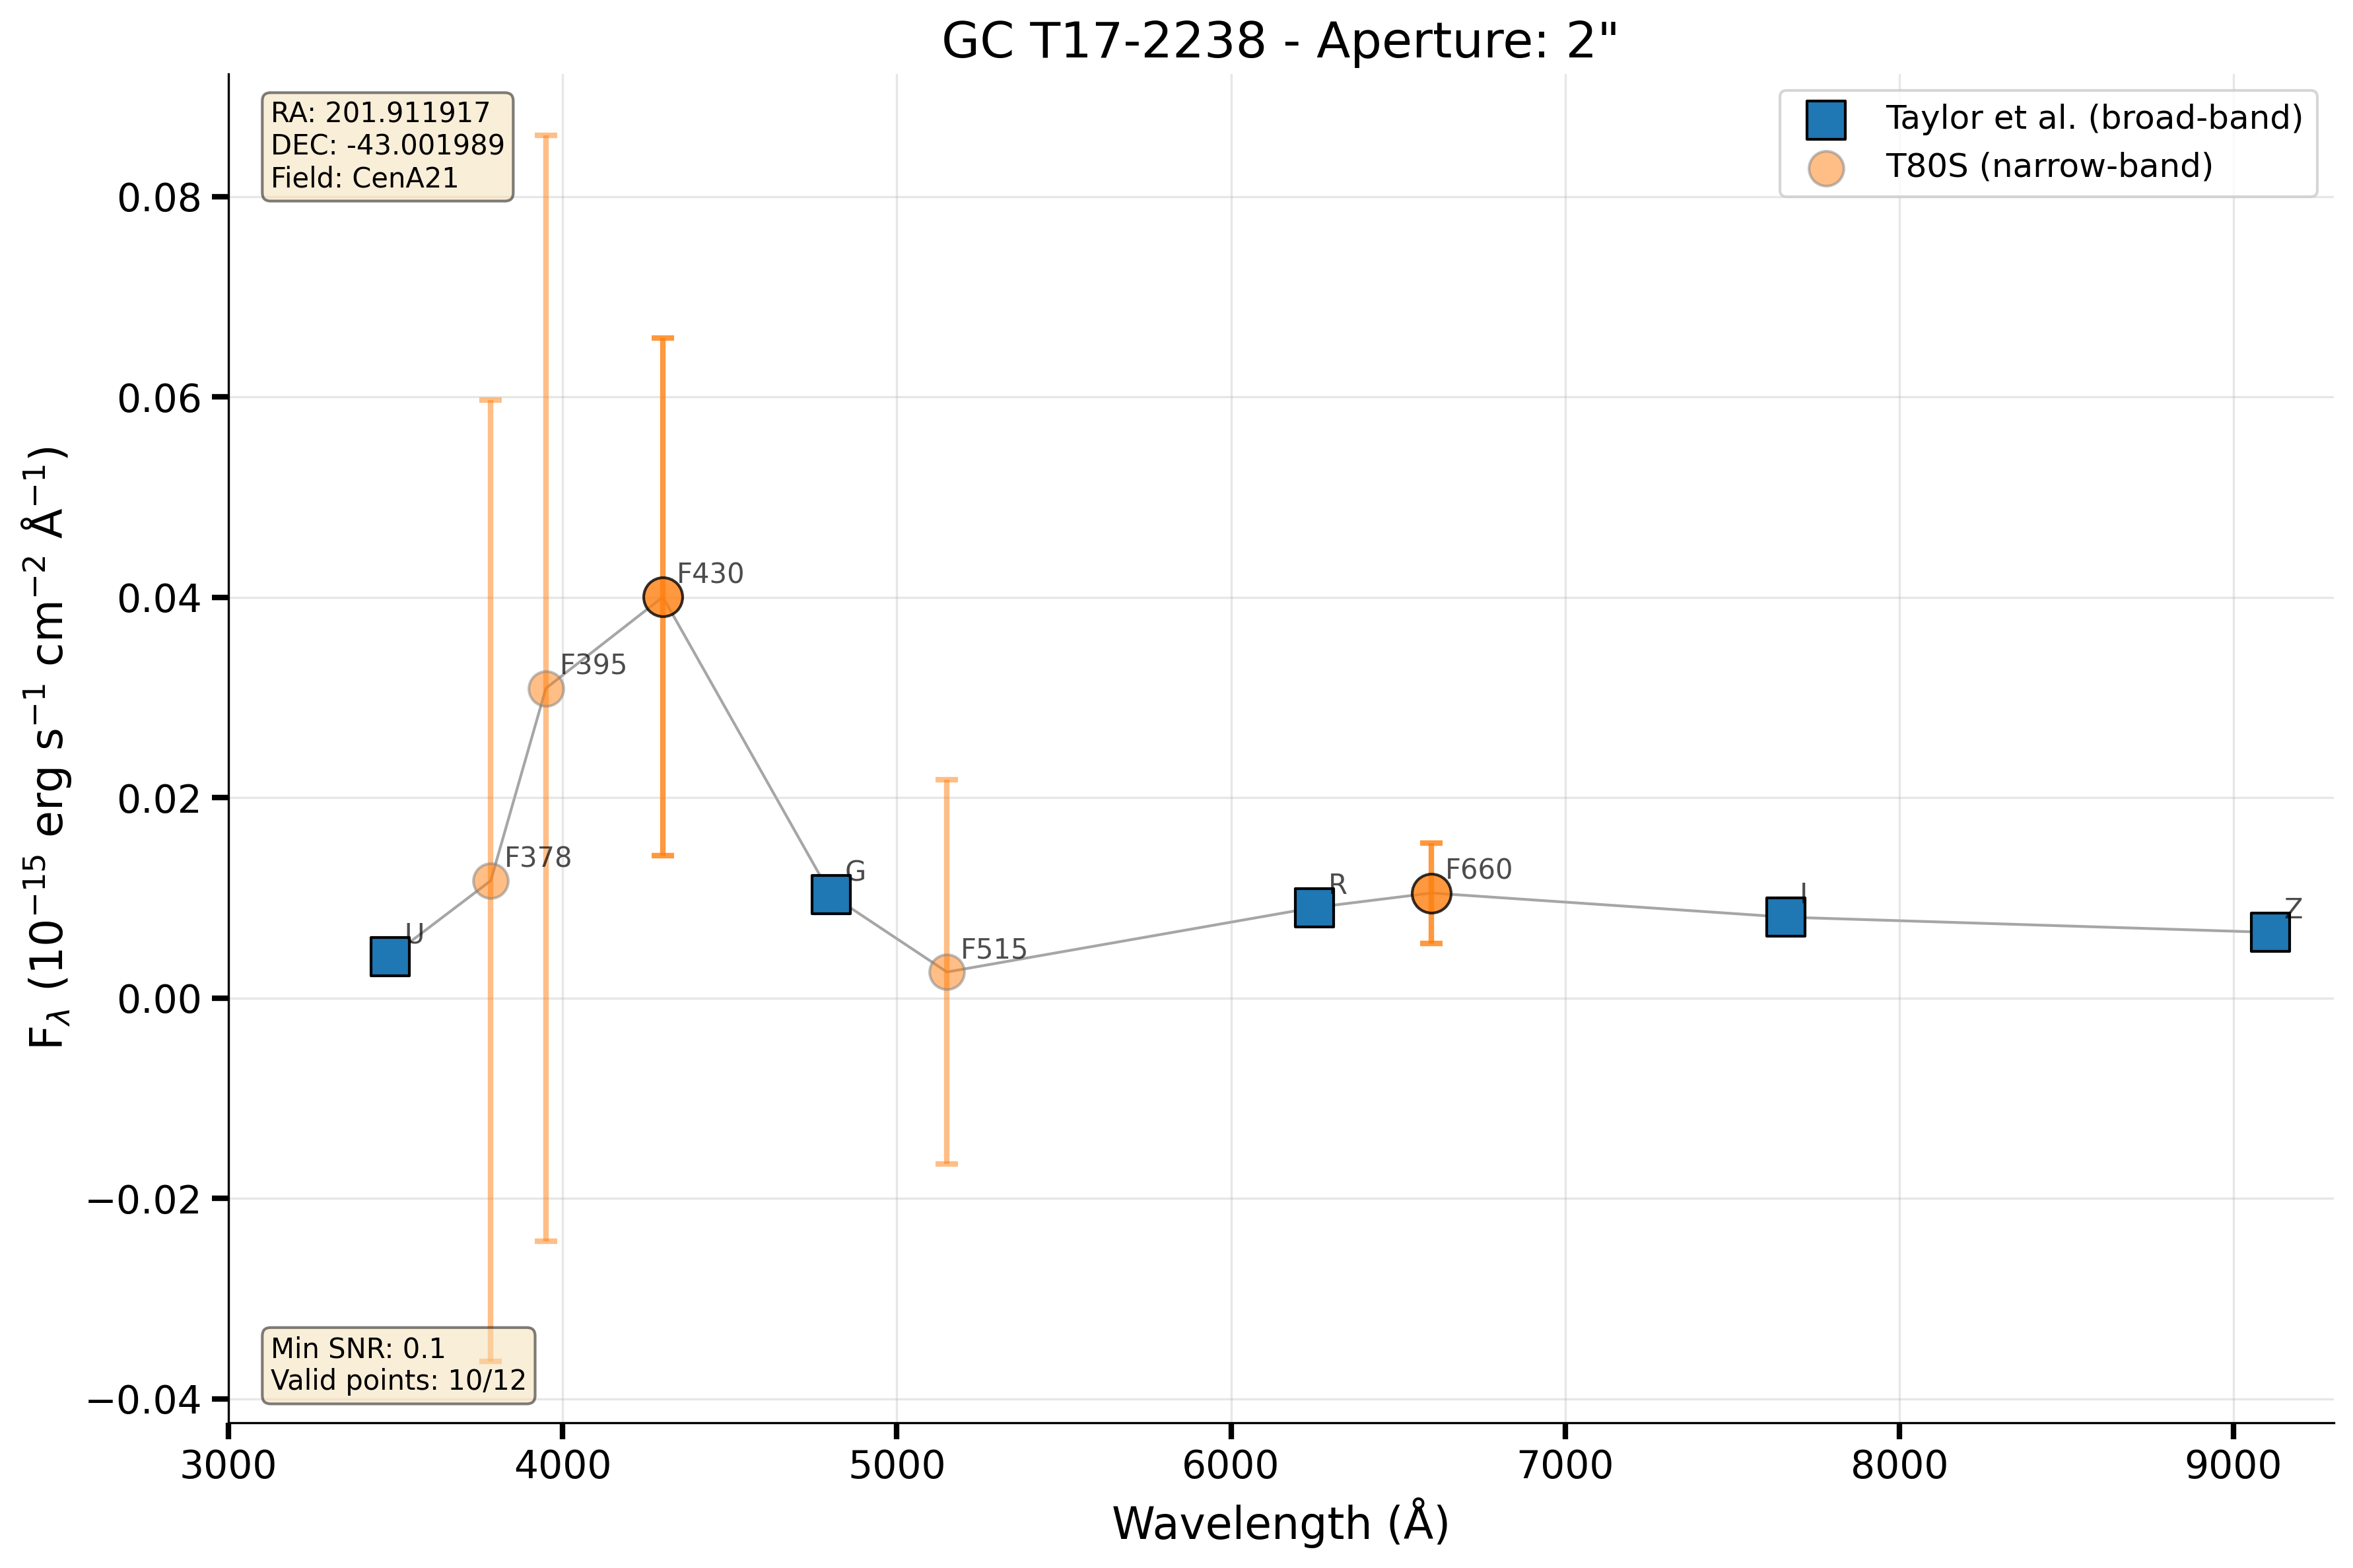 GC T17-2238 - Aperture: 2"
RA: 201.911917
DEC: -43.001989
Field: CenA21
Taylor et al. (broad-band)
T80S (narrow-band)
0.08
0.06
0.04
0.02
0.00
−0.02
−0.04
F_λ (10⁻¹⁵ erg s⁻¹ cm⁻² Å⁻¹)
U
F378
F395
F430
G
F515
R
F660
I
Z
Min SNR: 0.1
Valid points: 10/12
3000 4000 5000 6000 7000 8000 9000
Wavelength (Å)